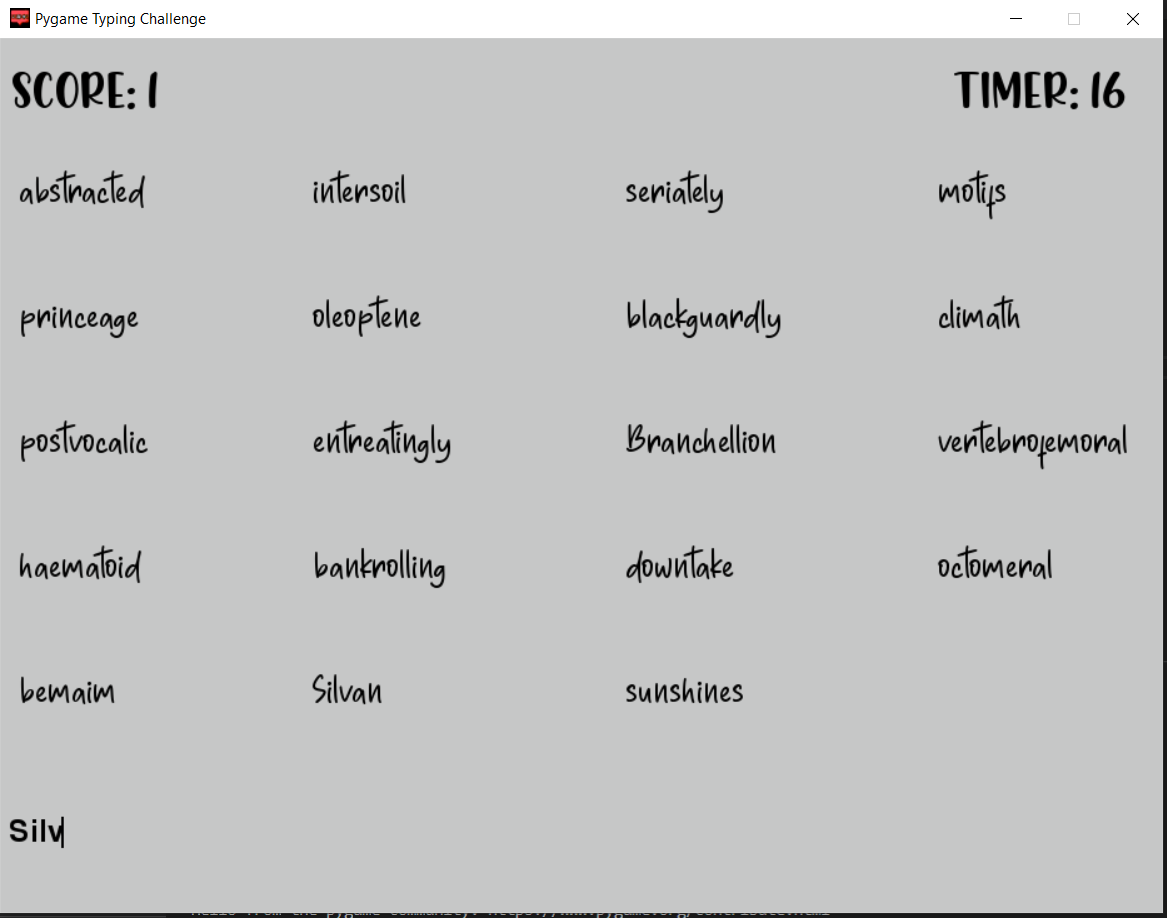 Pygame Typing Challenge
SCORE: 1 TIMER: 16
abstracted intersoil seriately motifs
princeage oleoptene blackguardly climath
postvocalic entreatingly Branchellion vertebrofemoral
haematoid bankrolling downtake octomeral
bemaim Silvan sunshines
Silv